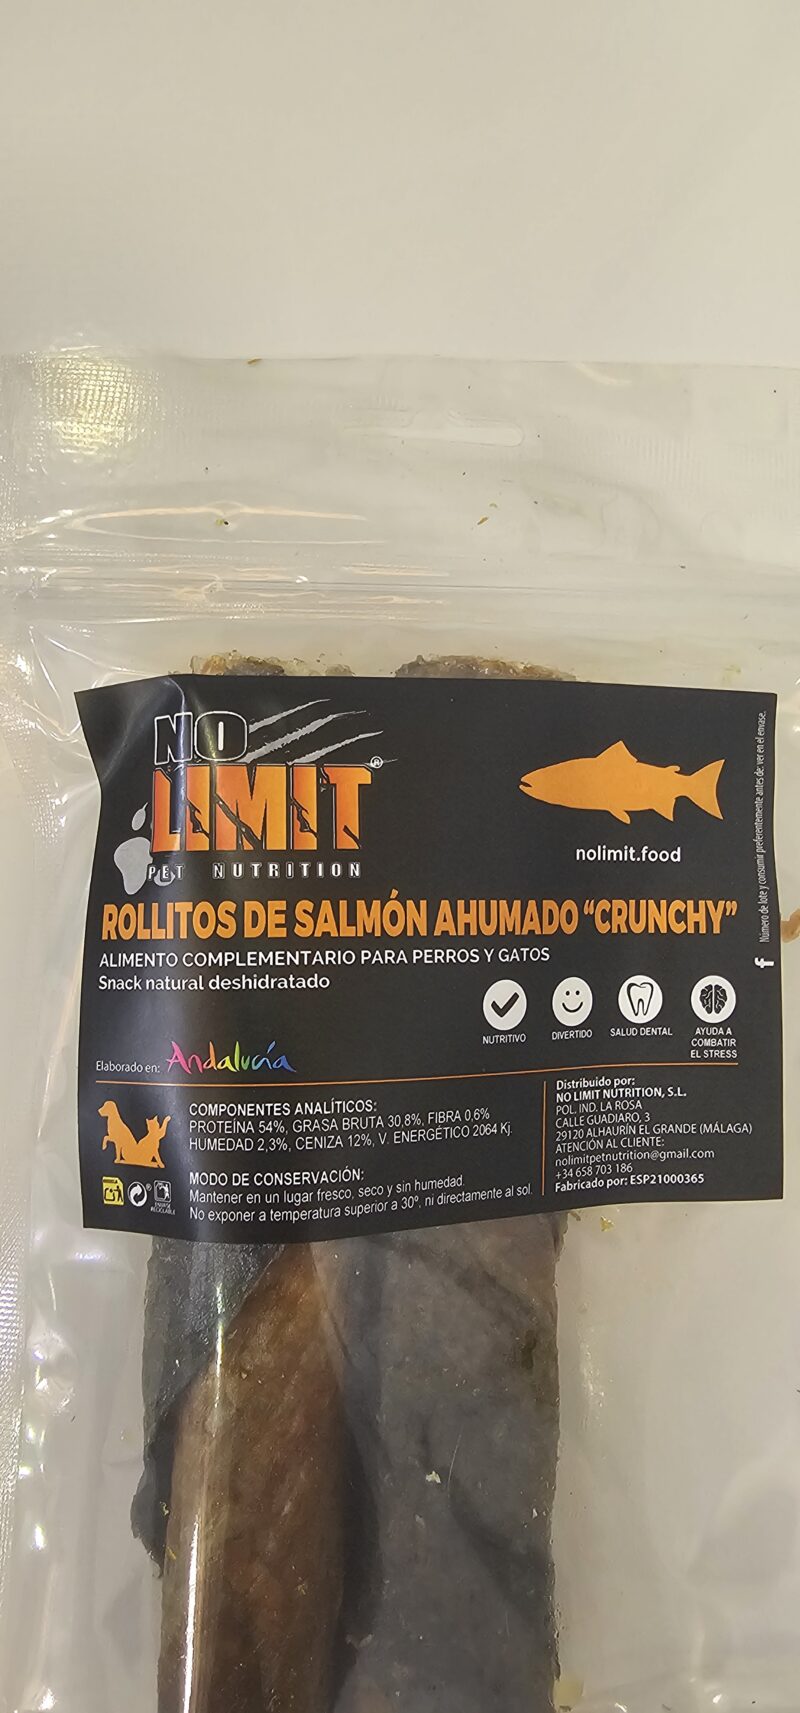 NO
LIMIT®
PET NUTRITION
nolimit.food
ROLLITOS DE SALMÓN AHUMADO “CRUNCHY”
ALIMENTO COMPLEMENTARIO PARA PERROS Y GATOS
Snack natural deshidratado
NUTRITIVO
DIVERTIDO
SALUD DENTAL
AYUDA A
COMBATIR
EL STRESS
Elaborado en: Andalucía
COMPONENTES ANALÍTICOS:
PROTEÍNA 54%, GRASA BRUTA 30,8%, FIBRA 0,6%
HUMEDAD 2,3%, CENIZA 12%, V. ENERGÉTICO 2064 Kj.
MODO DE CONSERVACIÓN:
Mantener en un lugar fresco, seco y sin humedad.
No exponer a temperatura superior a 30º, ni directamente al sol.
ENVASE
RECICLABLE
Distribuido por:
NO LIMIT NUTRITION, S.L.
POL. IND. LA ROSA
CALLE GUADIARO, 3
29120 ALHAURÍN EL GRANDE (MÁLAGA)
ATENCIÓN AL CLIENTE:
nolimitpetnutrition@gmail.com
+34 658 703 186
Fabricado por: ESP21000365
Número de lote y consumir preferentemente antes de: ver en el envase.
f